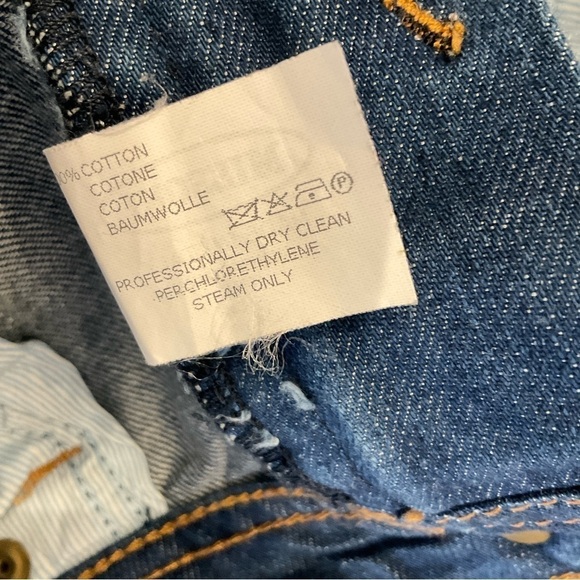 0% COTTON
COTONE
COTON
BAUMWOLLE
P
PROFESSIONALLY DRY CLEAN
PERCHLORETHYLENE
STEAM ONLY